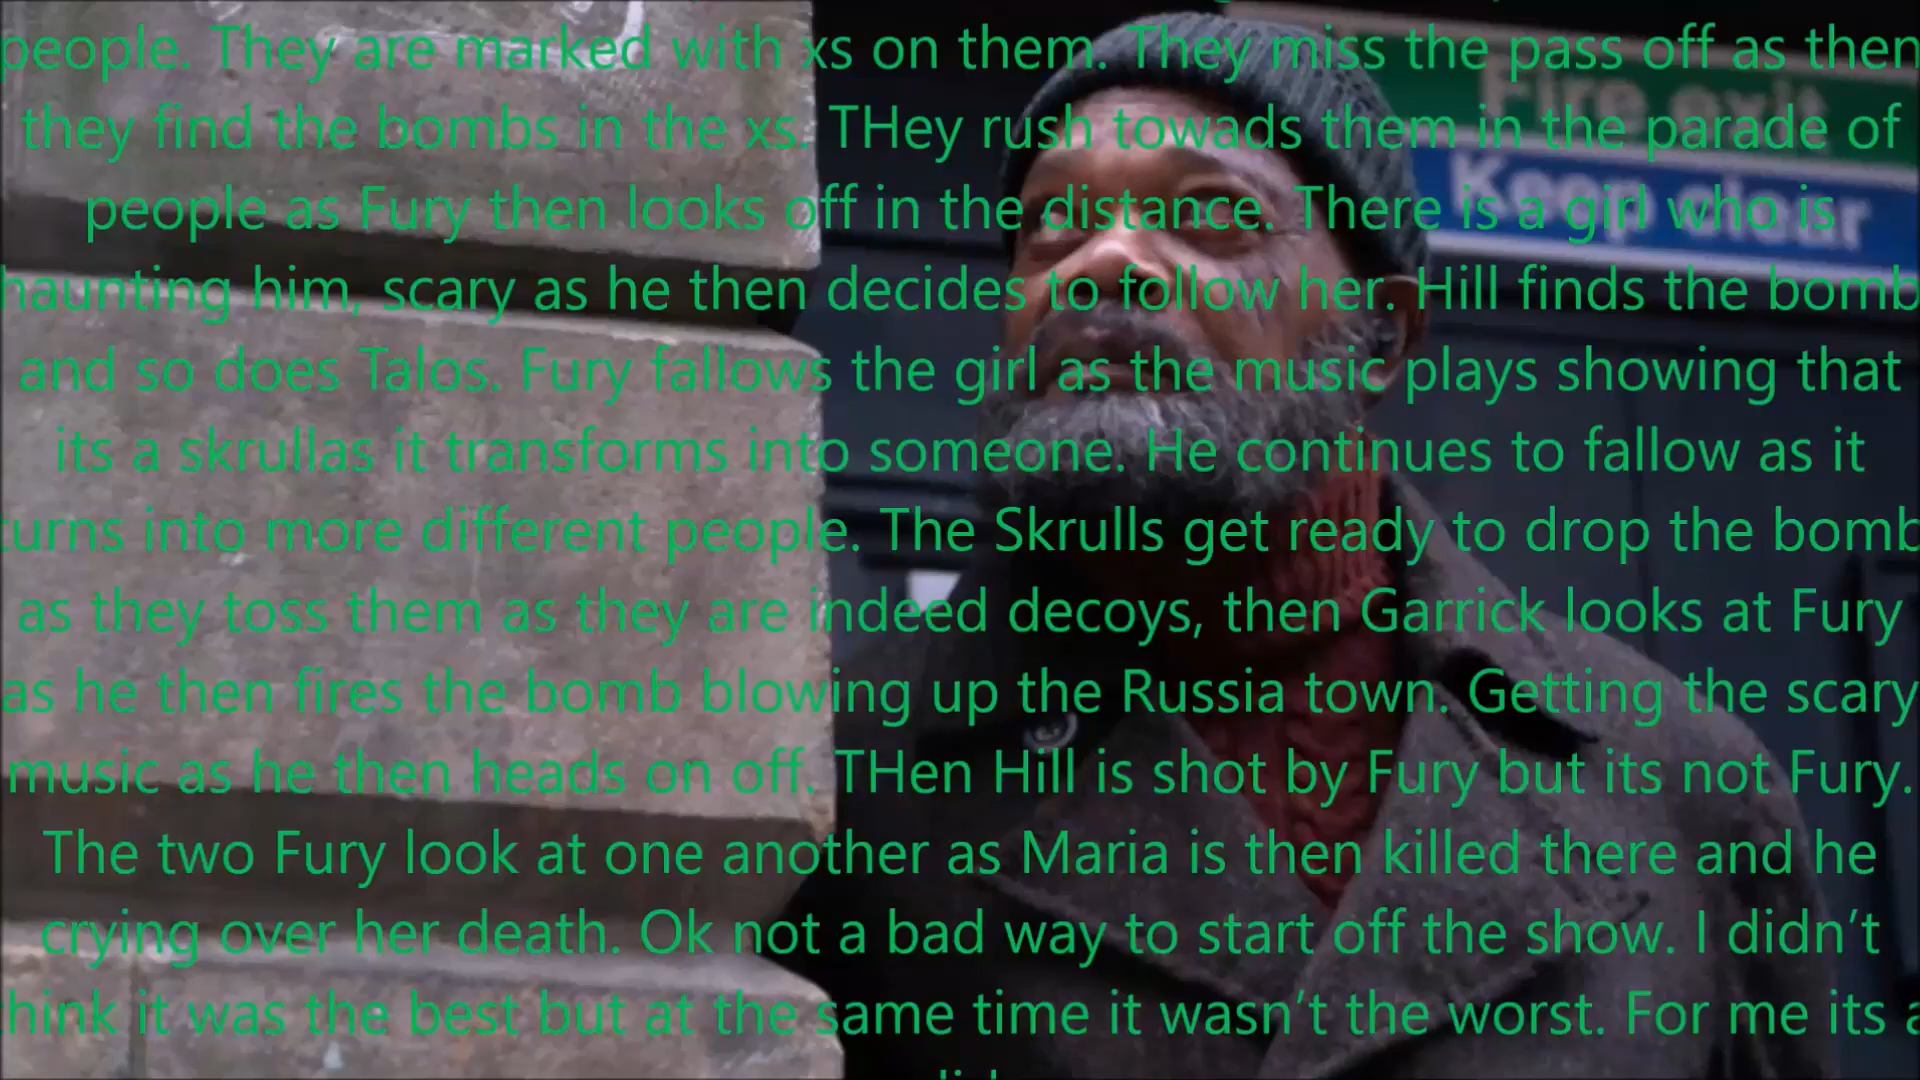 people. They are marked with xs on them. They miss the pass off as then
they find the bombs in the xs. THey rush towads them in the parade of
people as Fury then looks off in the distance. There is a girl who is
haunting him, scary as he then decides to follow her. Hill finds the bomb
and so does Talos. Fury fallows the girl as the music plays showing that
its a skrullas it transforms into someone. He continues to fallow as it
turns into more different people. The Skrulls get ready to drop the bomb
as they toss them as they are indeed decoys, then Garrick looks at Fury
as he then fires the bomb blowing up the Russia town. Getting the scary
music as he then heads on off. THen Hill is shot by Fury but its not Fury.
The two Fury look at one another as Maria is then killed there and he
crying over her death. Ok not a bad way to start off the show. I didn't
think it was the best but at the same time it wasn't the worst. For me its a
Fire exit
Keep clear